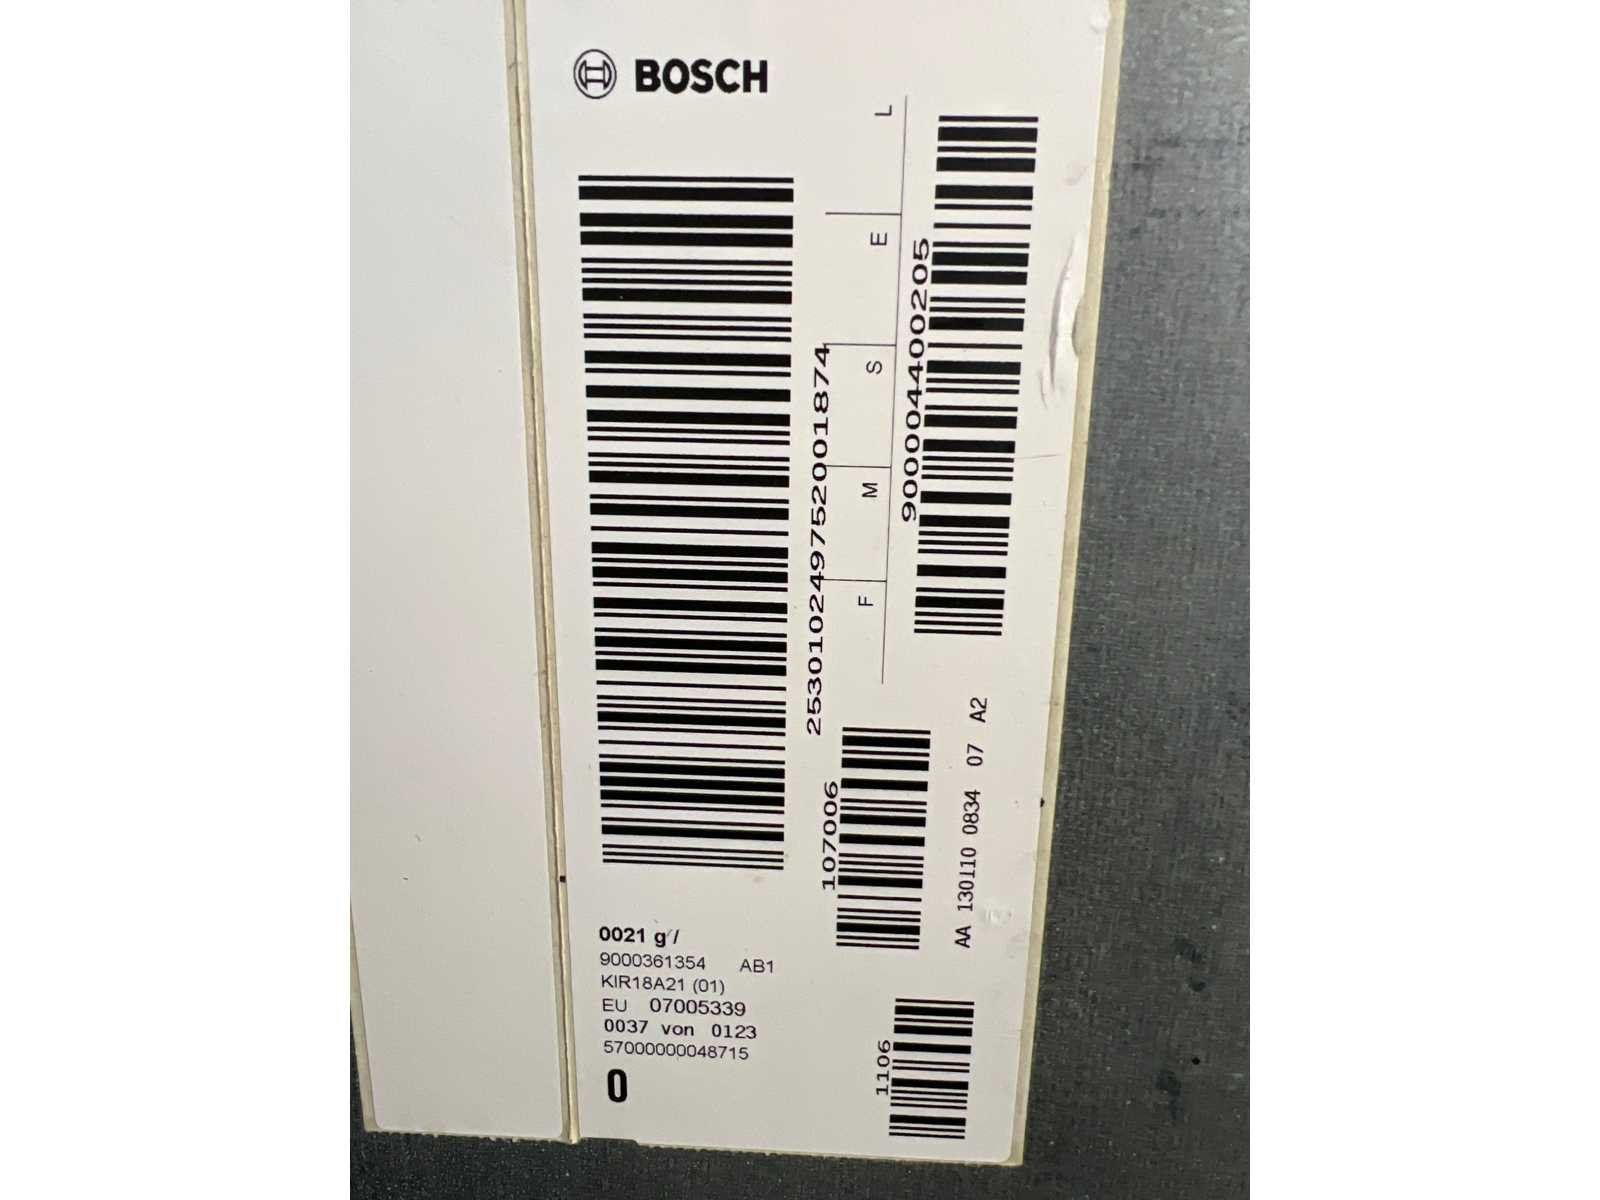 BOSCH
L
E
S
M
F
253010249752001874
9000440205
107006
AA 130110 0834 07 A2
1106
0021 g /
9000361354 AB1
KIR18A21 (01)
EU 07005339
0037 von 0123
57000000048715
0